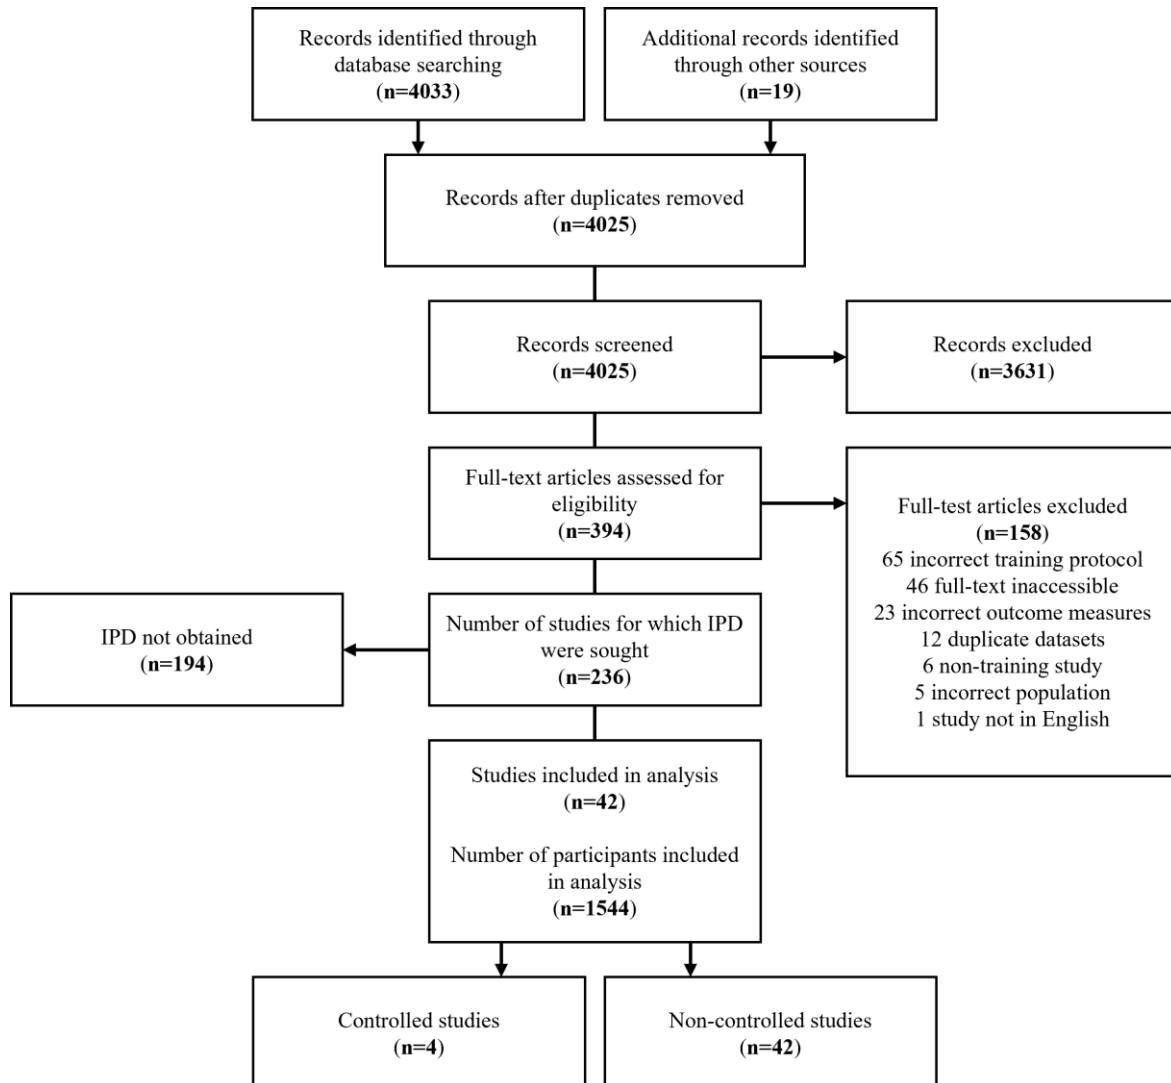 Records identified through
database searching
(n=4033)
Additional records identified
through other sources
(n=19)
Records after duplicates removed
(n=4025)
Records screened
(n=4025)
Records excluded
(n=3631)
Full-text articles assessed for
eligibility
(n=394)
Full-test articles excluded
(n=158)
65 incorrect training protocol
46 full-text inaccessible
23 incorrect outcome measures
12 duplicate datasets
6 non-training study
5 incorrect population
1 study not in English
IPD not obtained
(n=194)
Number of studies for which IPD
were sought
(n=236)
Studies included in analysis
(n=42)
Number of participants included
in analysis
(n=1544)
Controlled studies
(n=4)
Non-controlled studies
(n=42)